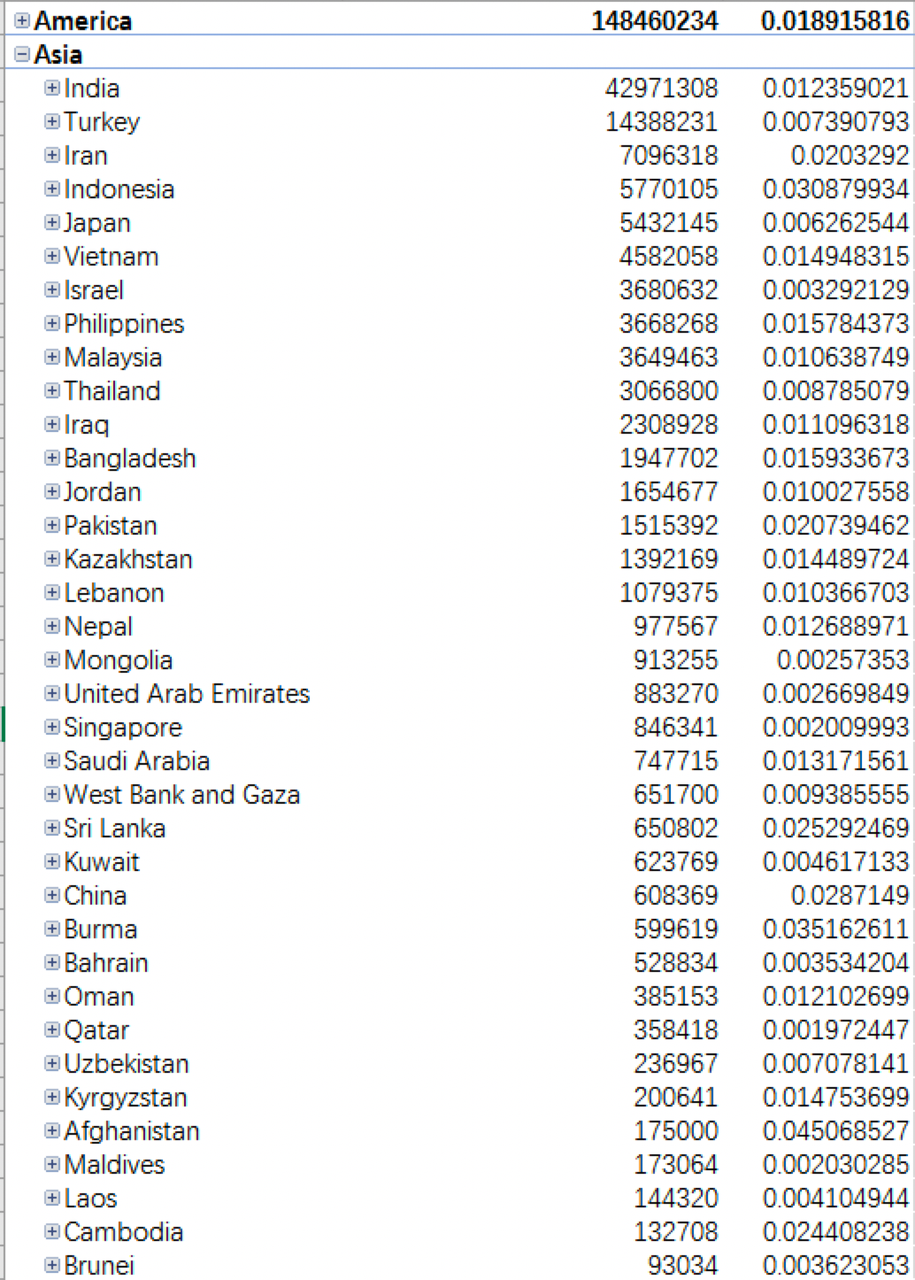 America 148460234 0.018915816
Asia
India 42971308 0.012359021
Turkey 14388231 0.007390793
Iran 7096318 0.0203292
Indonesia 5770105 0.030879934
Japan 5432145 0.006262544
Vietnam 4582058 0.014948315
Israel 3680632 0.003292129
Philippines 3668268 0.015784373
Malaysia 3649463 0.010638749
Thailand 3066800 0.008785079
Iraq 2308928 0.011096318
Bangladesh 1947702 0.015933673
Jordan 1654677 0.010027558
Pakistan 1515392 0.020739462
Kazakhstan 1392169 0.014489724
Lebanon 1079375 0.010366703
Nepal 977567 0.012688971
Mongolia 913255 0.00257353
United Arab Emirates 883270 0.002669849
Singapore 846341 0.002009993
Saudi Arabia 747715 0.013171561
West Bank and Gaza 651700 0.009385555
Sri Lanka 650802 0.025292469
Kuwait 623769 0.004617133
China 608369 0.0287149
Burma 599619 0.035162611
Bahrain 528834 0.003534204
Oman 385153 0.012102699
Qatar 358418 0.001972447
Uzbekistan 236967 0.007078141
Kyrgyzstan 200641 0.014753699
Afghanistan 175000 0.045068527
Maldives 173064 0.002030285
Laos 144320 0.004104944
Cambodia 132708 0.024408238
Brunei 93034 0.003623053